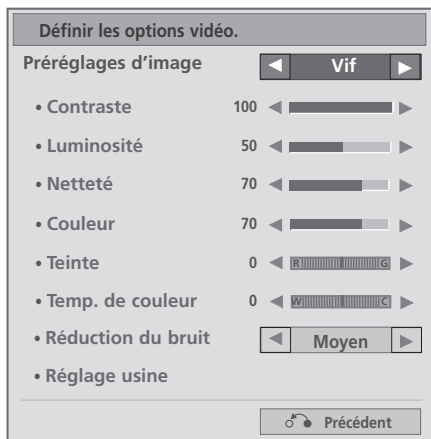 Définir les options vidéo.
Préréglages d’image ◀ Vif ▶
• Contraste 100 ◀ ▶
• Luminosité 50 ◀ ▶
• Netteté 70 ◀ ▶
• Couleur 70 ◀ ▶
• Teinte 0 ◀ R G ▶
• Temp. de couleur 0 ◀ W C ▶
• Réduction du bruit ◀ Moyen ▶
• Réglage usine
Précédent